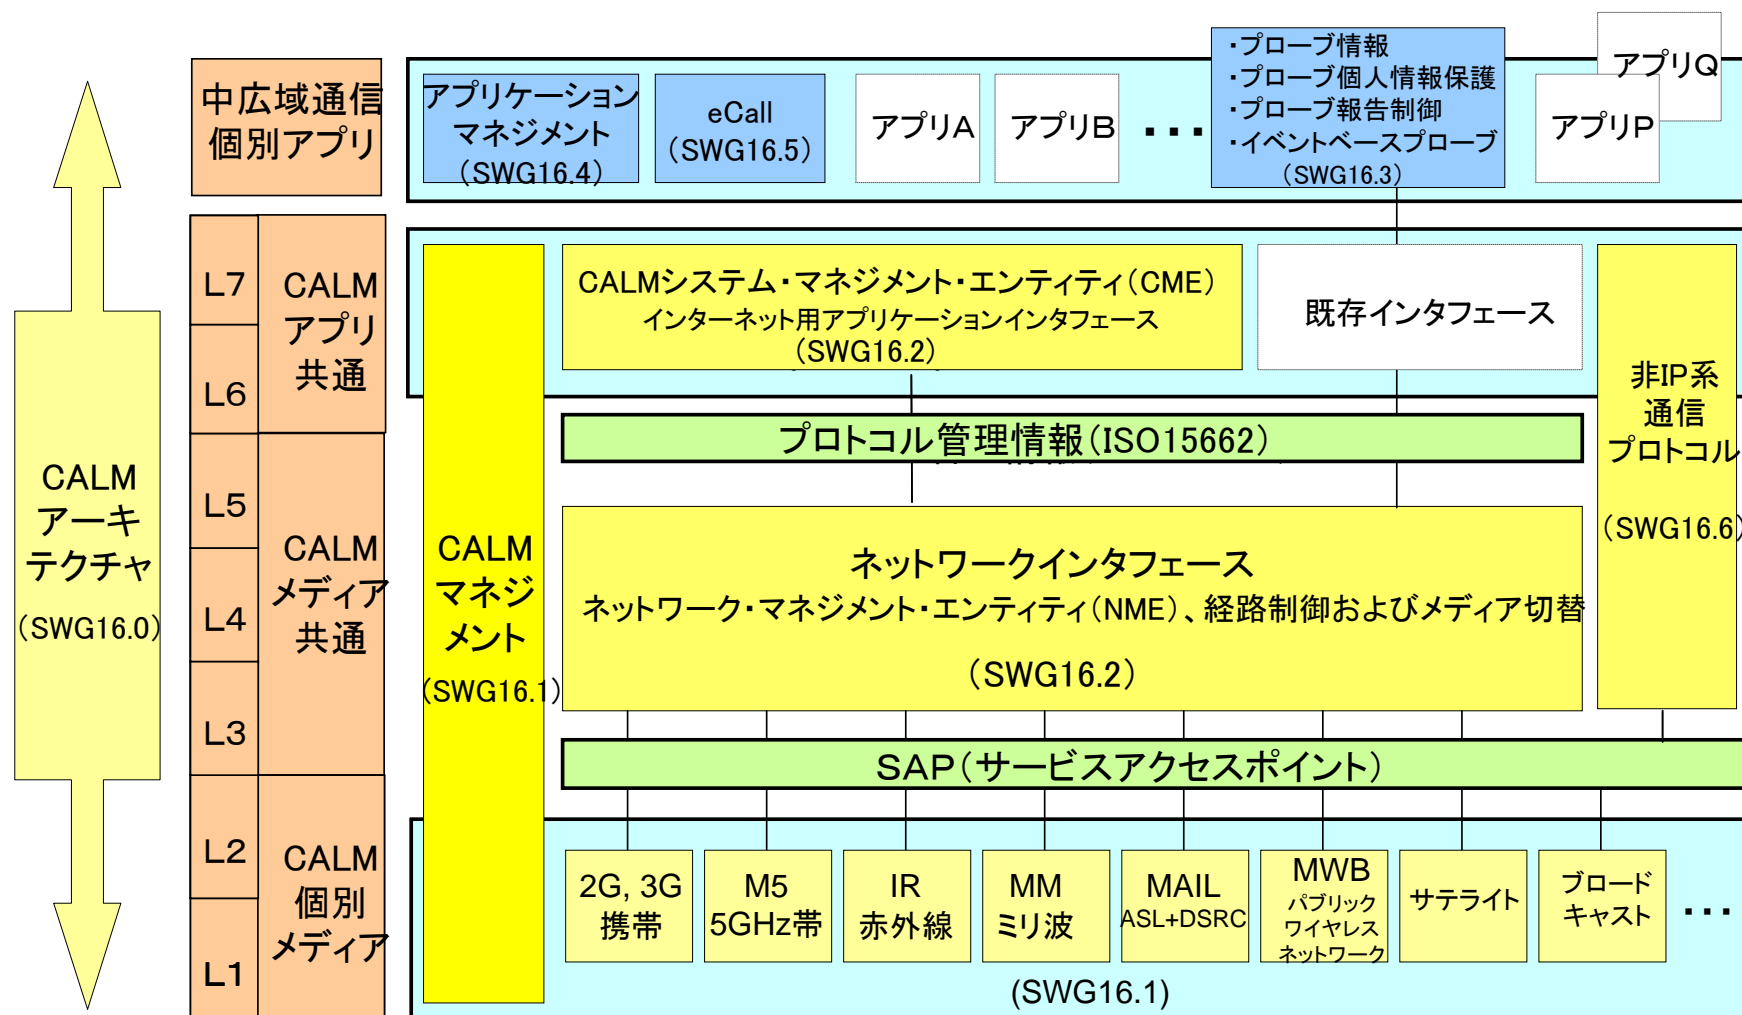 CALM
アーキ
テクチャ
(SWG16.0)
中広域通信
個別アプリ
アプリケーション
マネジメント
(SWG16.4)
eCall
(SWG16.5)
アプリA
アプリB
･･･
・プローブ情報
・プローブ個人情報保護
・プローブ報告制御
・イベントベースプローブ
(SWG16.3)
アプリQ
アプリP
L7
L6
L5
L4
L3
L2
L1
CALM
アプリ
共通
CALM
メディア
共通
CALM
個別
メディア
CALM
マネジ
メント
(SWG16.1)
CALMシステム・マネジメント・エンティティ(CME)
インターネット用アプリケーションインタフェース
(SWG16.2)
既存インタフェース
非IP系
通信
プロトコル
(SWG16.6)
プロトコル管理情報(ISO15662)
ネットワークインタフェース
ネットワーク・マネジメント・エンティティ(NME)、経路制御およびメディア切替
(SWG16.2)
SAP(サービスアクセスポイント)
2G, 3G
携帯
M5
5GHz帯
IR
赤外線
MM
ミリ波
MAIL
ASL+DSRC
MWB
パブリック
ワイヤレス
ネットワーク
サテライト
ブロード
キャスト
･･･
(SWG16.1)